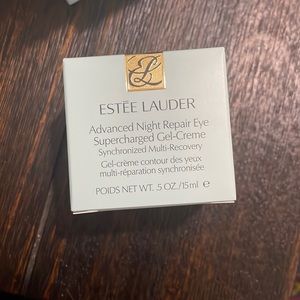 ESTĒE LAUDER
Advanced Night Repair Eye
Supercharged Gel-Creme
Synchronized Multi-Recovery
Gel-crème contour des yeux
multi-réparation synchronisée
POIDS NET WT. .5 OZ./15ml e